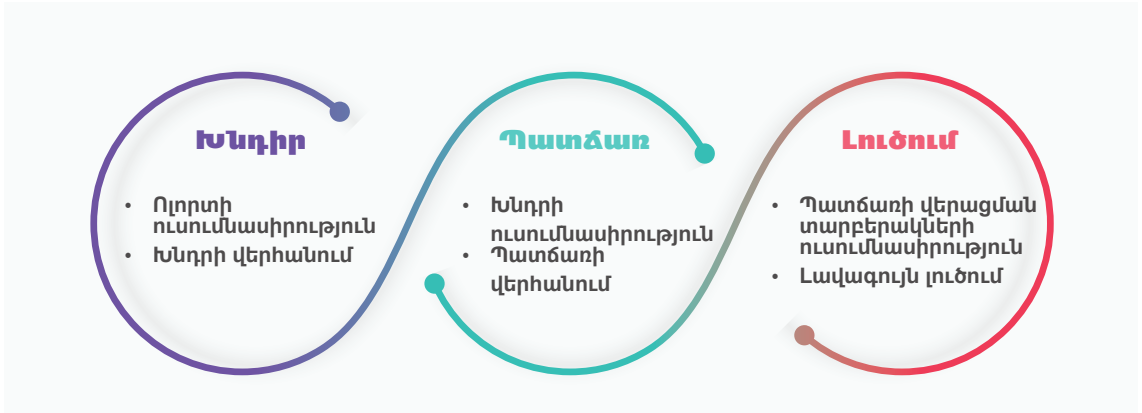 Խնդիր
• Ոլորտի
ուսումնասիրություն
• Խնդրի վերհանում
Պատճառ
• Խնդրի
ուսումնասիրություն
• Պատճառի
վերհանում
Լուծում
• Պատճառի վերացման
տարբերակների
ուսումնասիրություն
• Լավագույն լուծում